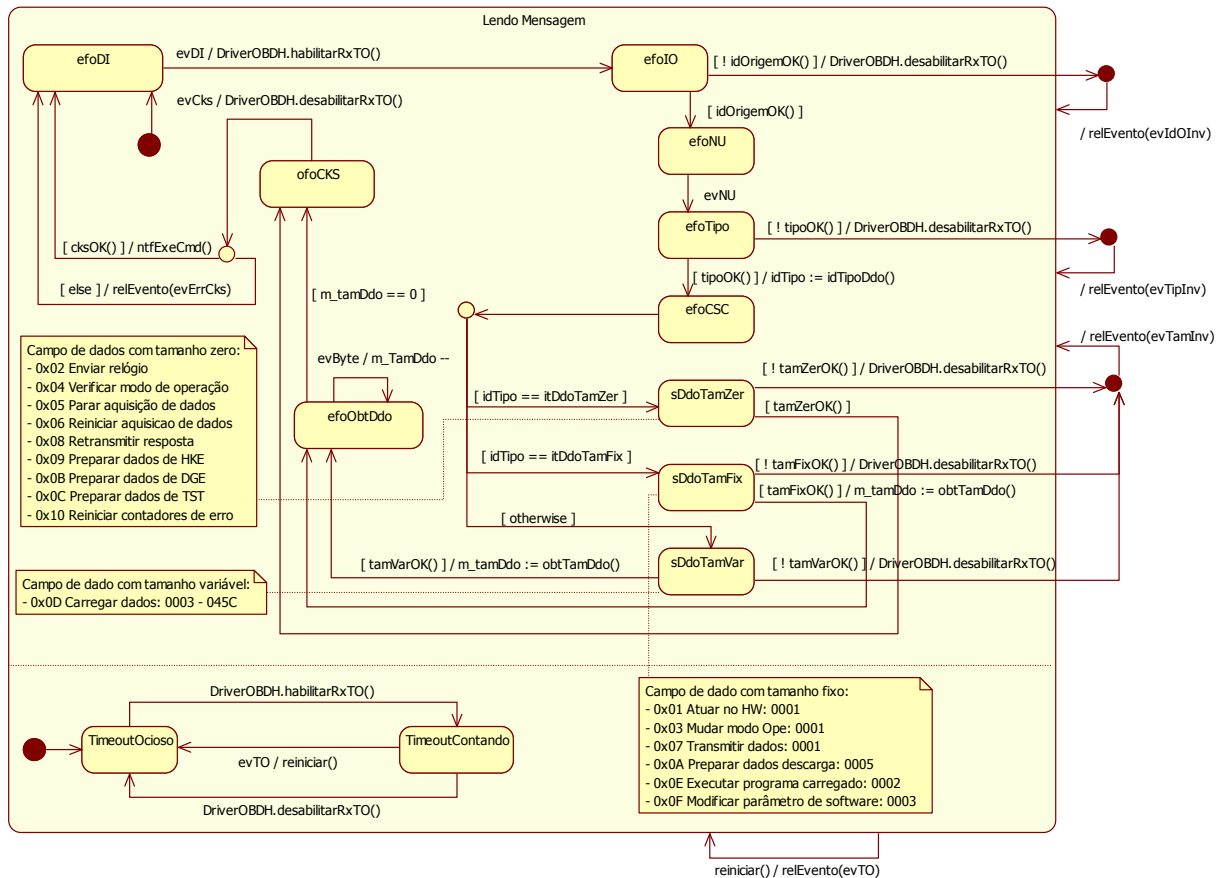 Lendo Mensagem
efoDI
evDI / DriverOBDH.habilitarRxTO()
efoIO
[ ! idOrigemOK() ] / DriverOBDH.desabilitarRxTO()
evCks / DriverOBDH.desabilitarRxTO()
[ idOrigemOK() ]
/ relEvento(evIdOInv)
efoNU
ofoCKS
evNU
efoTipo
[ ! tipoOK() ] / DriverOBDH.desabilitarRxTO()
[ cksOK() ] / ntfExeCmd()
[ tipoOK() ] / idTipo := idTipoDdo()
[ else ] / relEvento(evErrCks)
/ relEvento(evTipInv)
[ m_tamDdo == 0 ]
efoCSC
/ relEvento(evTamInv)
Campo de dados com tamanho zero:
- 0x02 Enviar relógio
- 0x04 Verificar modo de operação
- 0x05 Parar aquisição de dados
- 0x06 Reiniciar aquisicao de dados
- 0x08 Retransmitir resposta
- 0x09 Preparar dados de HKE
- 0x0B Preparar dados de DGE
- 0x0C Preparar dados de TST
- 0x10 Reiniciar contadores de erro
evByte / m_TamDdo --
efoObtDdo
[ idTipo == itDdoTamZer ]
sDdoTamZer
[ ! tamZerOK() ] / DriverOBDH.desabilitarRxTO()
[ tamZerOK() ]
[ idTipo == itDdoTamFix ]
sDdoTamFix
[ ! tamFixOK() ] / DriverOBDH.desabilitarRxTO()
[ tamFixOK() ] / m_tamDdo := obtTamDdo()
[ otherwise ]
[ tamVarOK() ] / m_tamDdo := obtTamDdo()
sDdoTamVar
[ ! tamVarOK() ] / DriverOBDH.desabilitarRxTO()
Campo de dado com tamanho variável:
- 0x0D Carregar dados: 0003 - 045C
DriverOBDH.habilitarRxTO()
TimeoutOcioso
TimeoutContando
evTO / reiniciar()
DriverOBDH.desabilitarRxTO()
Campo de dado com tamanho fixo:
- 0x01 Atuar no HW: 0001
- 0x03 Mudar modo Ope: 0001
- 0x07 Transmitir dados: 0001
- 0x0A Preparar dados descarga: 0005
- 0x0E Executar programa carregado: 0002
- 0x0F Modificar parâmetro de software: 0003
reiniciar() / relEvento(evTO)